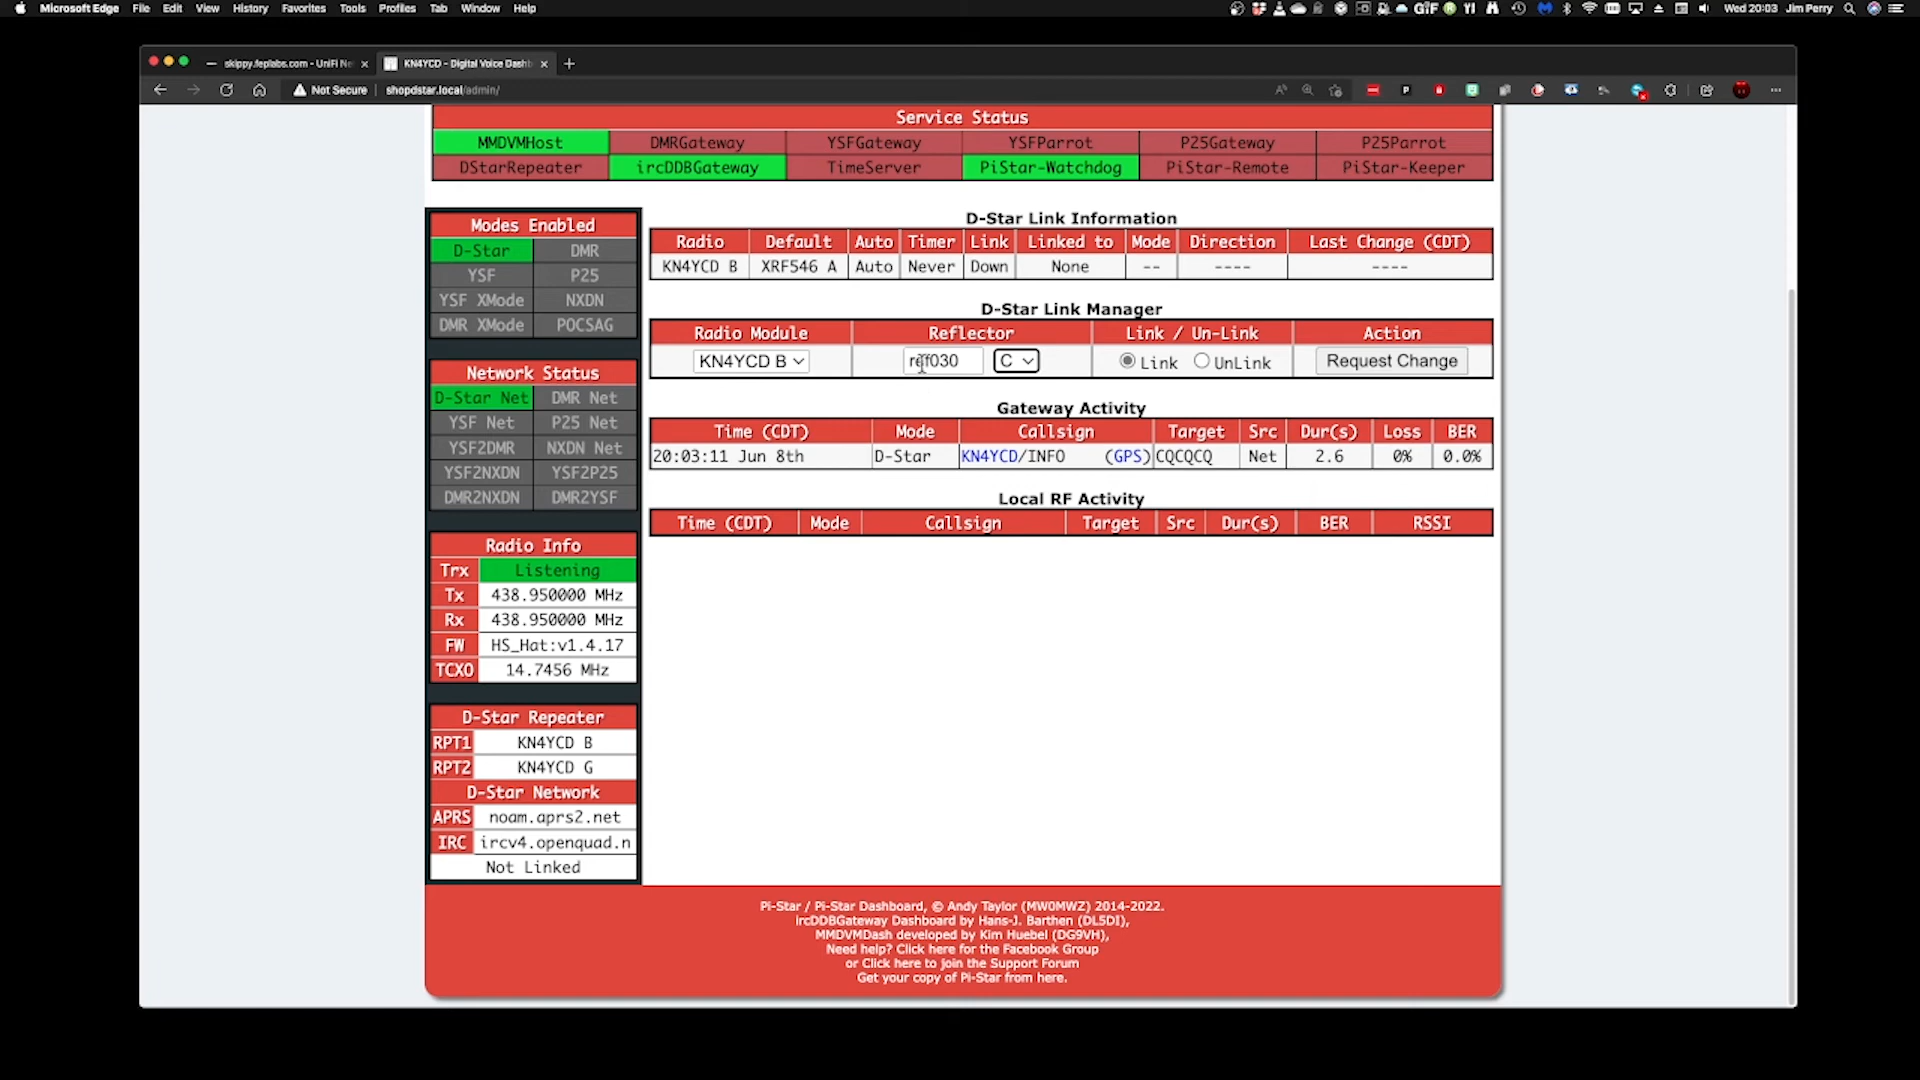 Microsoft Edge File Edit View History Favorites Tools Profiles Tab Window Help GIF Wed 20:03 Jim Perry
skippy.feplabs.com - UniFi Ne KN4YCD - Digital Voice Dashb
Not Secure shopdstar.local/admin/
Service Status
MMDVMHost DMRGateway YSFGateway YSFParrot P25Gateway P25Parrot
DStarRepeater ircDDBGateway TimeServer PiStar-Watchdog PiStar-Remote PiStar-Keeper
Modes Enabled
D-Star DMR
YSF P25
YSF XMode NXDN
DMR XMode POCSAG
Network Status
D-Star Net DMR Net
YSF Net P25 Net
YSF2DMR NXDN Net
YSF2NXDN YSF2P25
DMR2NXDN DMR2YSF
Radio Info
Trx Listening
Tx 438.950000 MHz
Rx 438.950000 MHz
FW HS_Hat:v1.4.17
TCXO 14.7456 MHz
D-Star Repeater
RPT1 KN4YCD B
RPT2 KN4YCD G
D-Star Network
APRS noam.aprs2.net
IRC ircv4.openquad.n
Not Linked
D-Star Link Information
Radio Default Auto Timer Link Linked to Mode Direction Last Change (CDT)
KN4YCD B XRF546 A Auto Never Down None -- ---- ----
D-Star Link Manager
Radio Module Reflector Link / Un-Link Action
KN4YCD B ref030 C Link UnLink Request Change
Gateway Activity
Time (CDT) Mode Callsign Target Src Dur(s) Loss BER
20:03:11 Jun 8th D-Star KN4YCD/INFO (GPS) CQCQCQ Net 2.6 0% 0.0%
Local RF Activity
Time (CDT) Mode Callsign Target Src Dur(s) BER RSSI
Pi-Star / Pi-Star Dashboard, © Andy Taylor (MW0MWZ) 2014-2022.
ircDDBGateway Dashboard by Hans-J. Barthen (DL5DI),
MMDVMDash developed by Kim Huebel (DG9VH),
Need help? Click here for the Facebook Group
or Click here to join the Support Forum
Get your copy of Pi-Star from here.